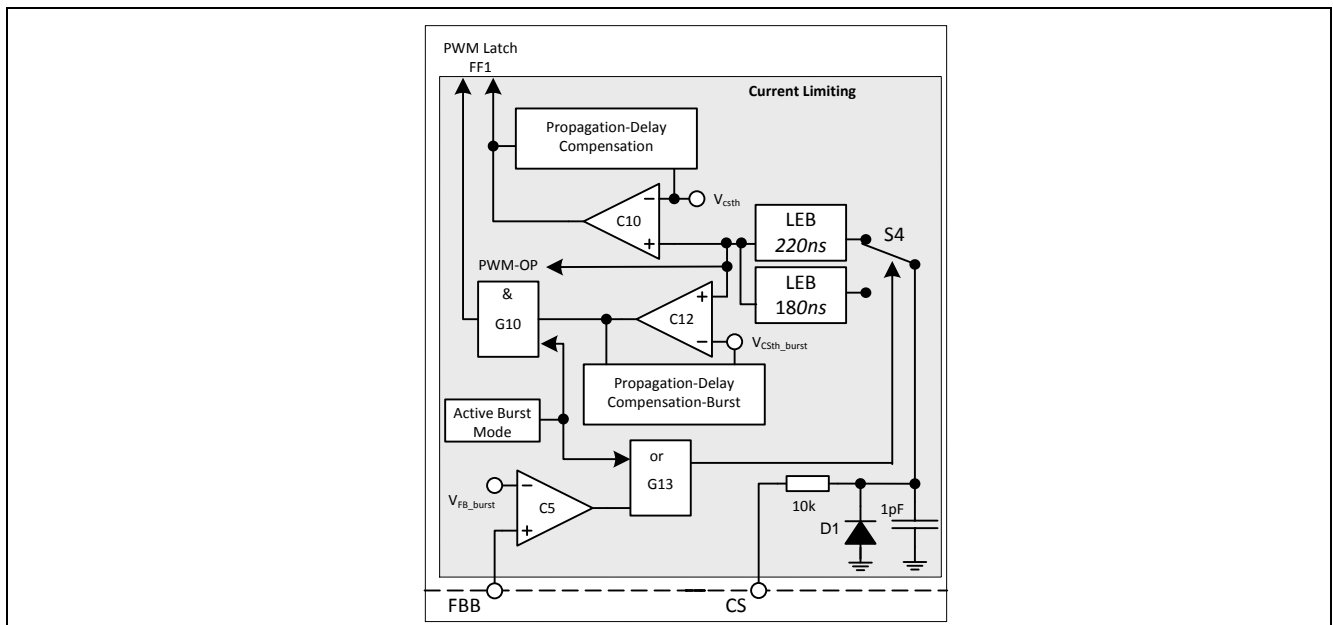 PWM Latch
FF1
Current Limiting
Propagation-Delay
Compensation
Vcsth
C10
−
+
LEB
220ns
S4
LEB
180ns
PWM-OP
&
G10
+
C12
−
VCSth_burst
Propagation-Delay
Compensation-Burst
Active Burst
Mode
or
G13
VFB_burst
−
C5
+
10k
1pF
D1
FBB
CS